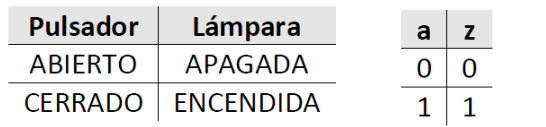 Pulsador Lámpara a z
ABIERTO APAGADA 0 0
CERRADO ENCENDIDA 1 1